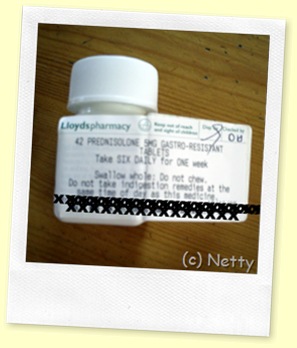 Lloydspharmacy
Keep out of reach
and sight of children
42 PREDNISOLONE 5MG GASTRO-RESISTANT
TABLETS
Take SIX DAILY for ONE week
Swallow whole: Do not chew.
Do not take indigestion remedies at the
same time of day as this medicine.
(c) Netty